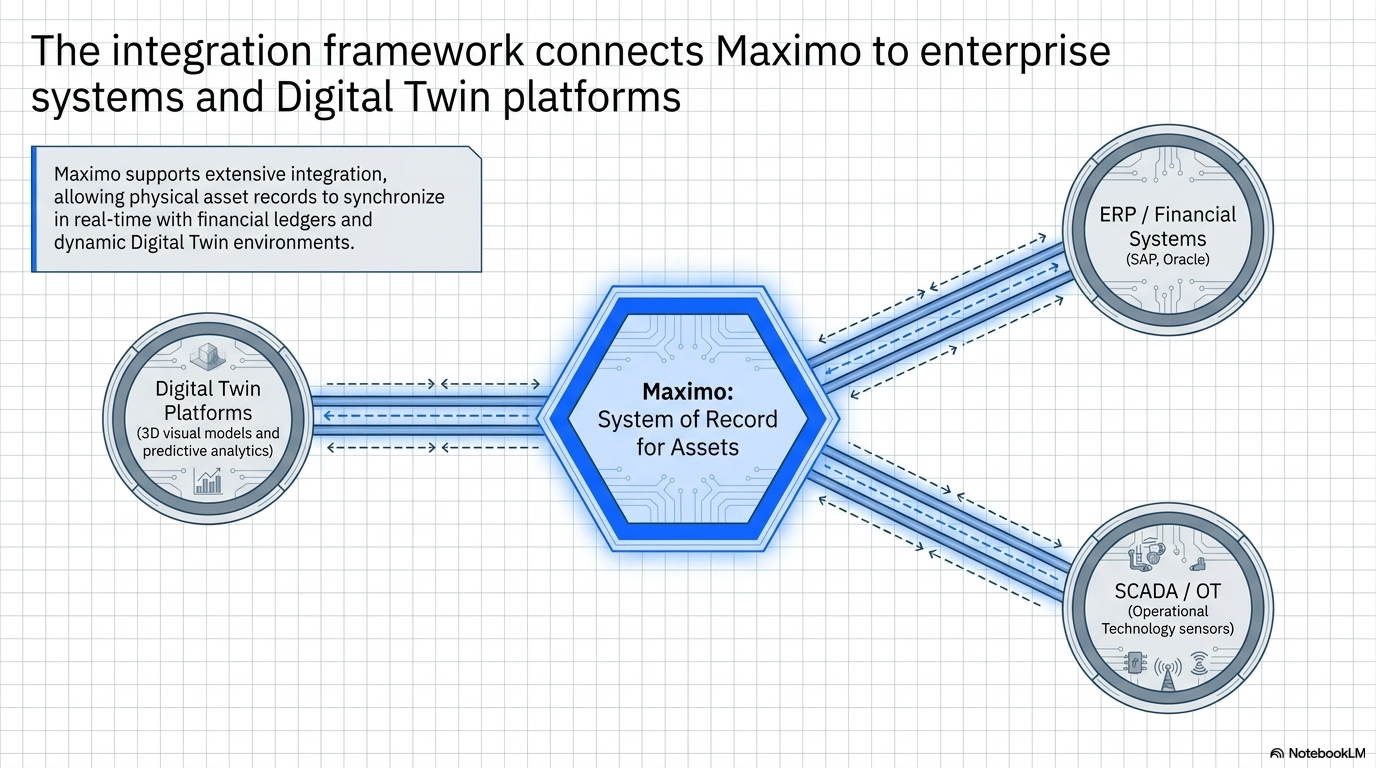 The integration framework connects Maximo to enterprise
systems and Digital Twin platforms
Maximo supports extensive integration,
allowing physical asset records to synchronize
in real-time with financial ledgers and
dynamic Digital Twin environments.
Digital Twin
Platforms
(3D visual models and
predictive analytics)
Maximo:
System of Record
for Assets
ERP / Financial
Systems
(SAP, Oracle)
SCADA / OT
(Operational
Technology sensors)
NotebookLM